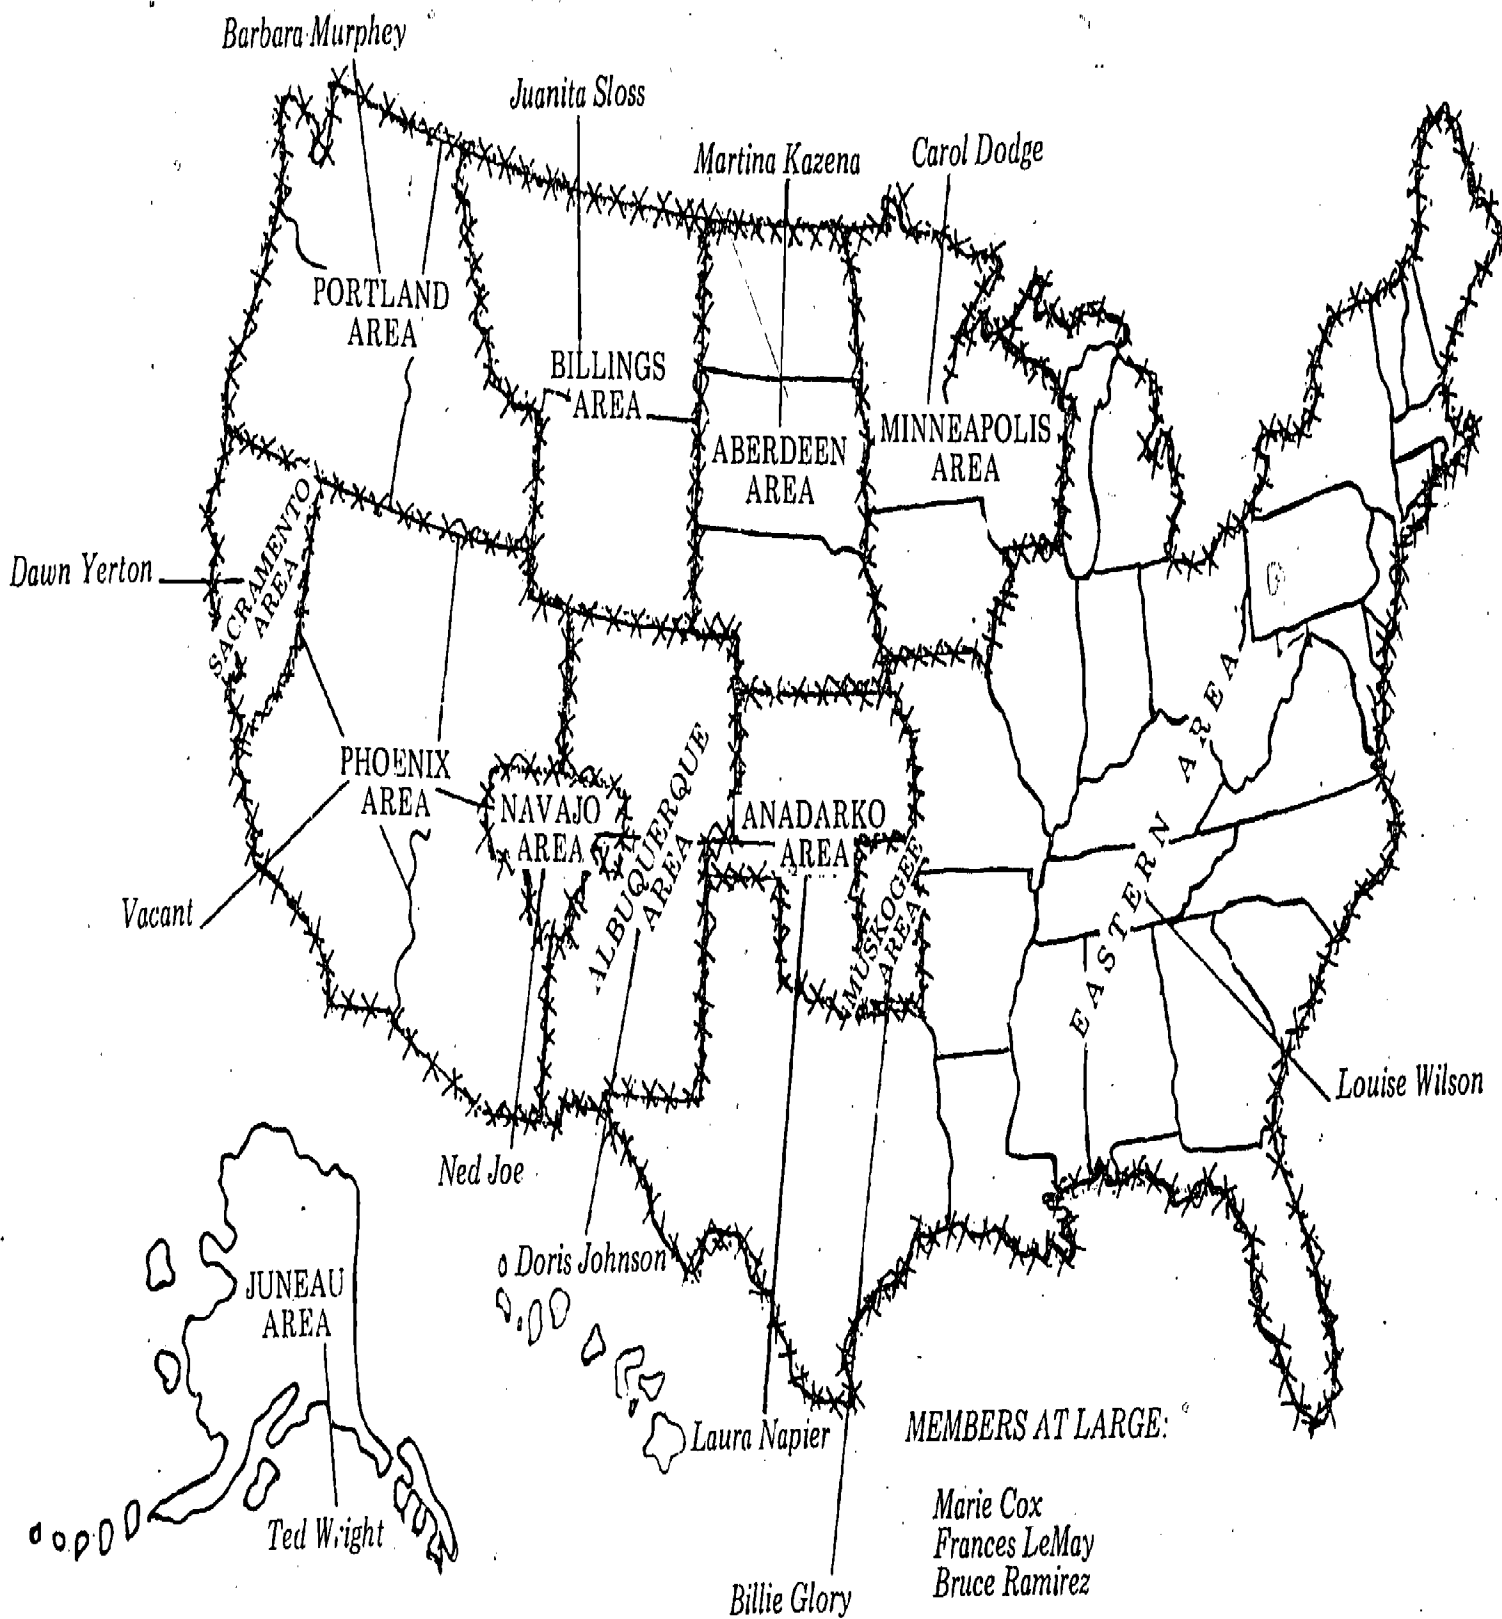 Barbara Murphey
Juanita Sloss
Martina Kazena
Carol Dodge
PORTLAND
AREA
BILLINGS
AREA
ABERDEEN
AREA
MINNEAPOLIS
AREA
SACRAMENTO
AREA
Dawn Yerton
PHOENIX
AREA
NAVAJO
AREA
ALBUQUERQUE
AREA
ANADARKO
AREA
MUSKOGEE
AREA
EASTERN AREA
Vacant
Louise Wilson
Ned Joe
Doris Johnson
JUNEAU
AREA
Laura Napier
Ted Wright
Billie Glory
MEMBERS AT LARGE:
Marie Cox
Frances LeMay
Bruce Ramirez